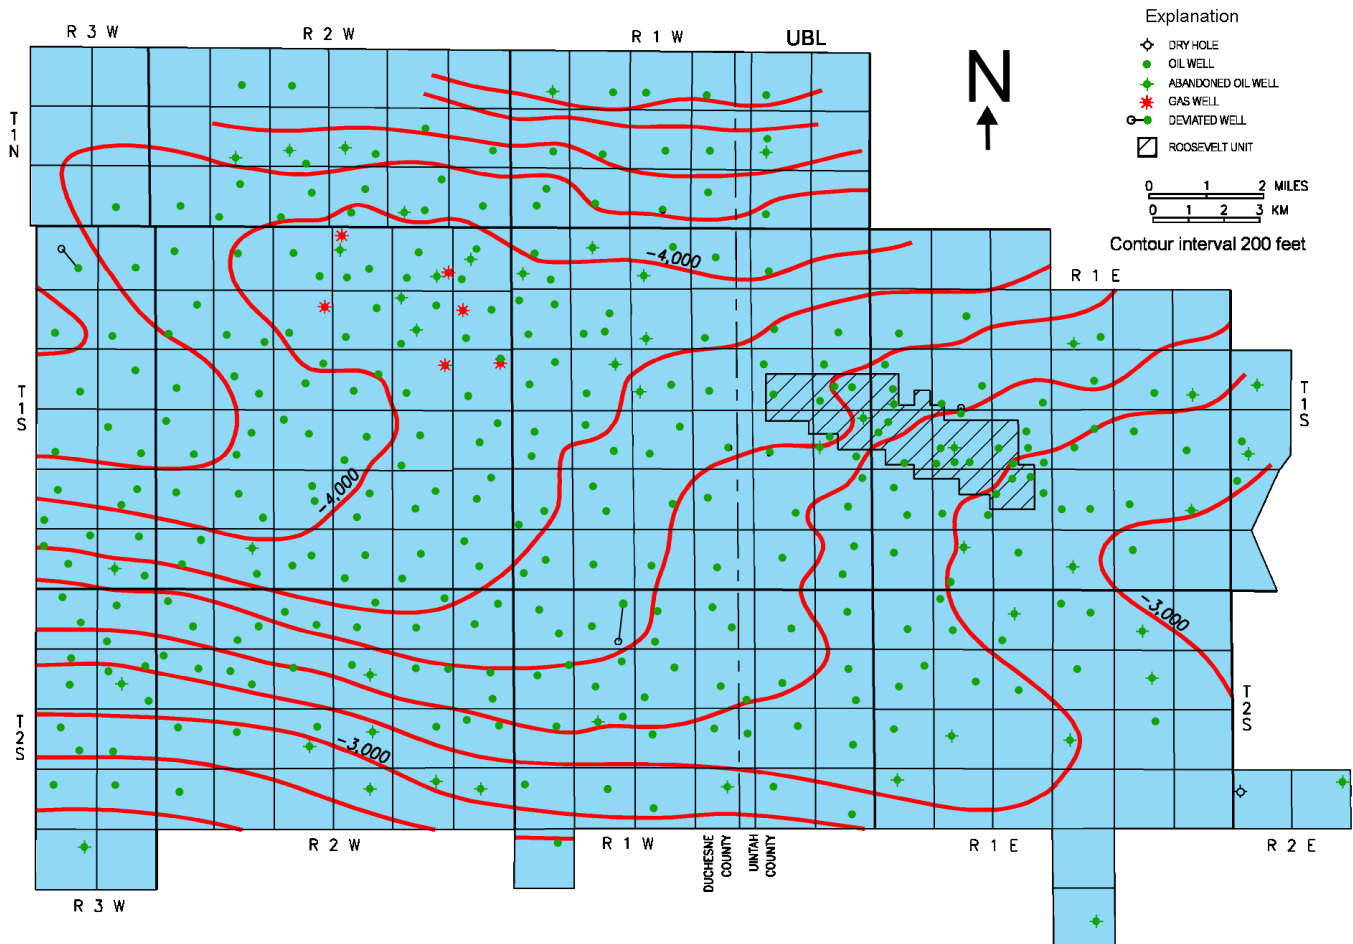 Explanation
R 3 W
R 2 W
R 1 W
UBL
N
DRY HOLE
OIL WELL
ABANDONED OIL WELL
GAS WELL
DEVIATED WELL
ROOSEVELT UNIT
T 1 N
0 1 2 MILES
0 1 2 3 KM
Contour interval 200 feet
-4,000
R 1 E
T 1 S
T 1 S
-4,000
-3,000
T 2 S
T 2 S
-3,000
R 2 W
R 1 W
DUCHESNE COUNTY
UINTAH COUNTY
R 1 E
R 2 E
R 3 W